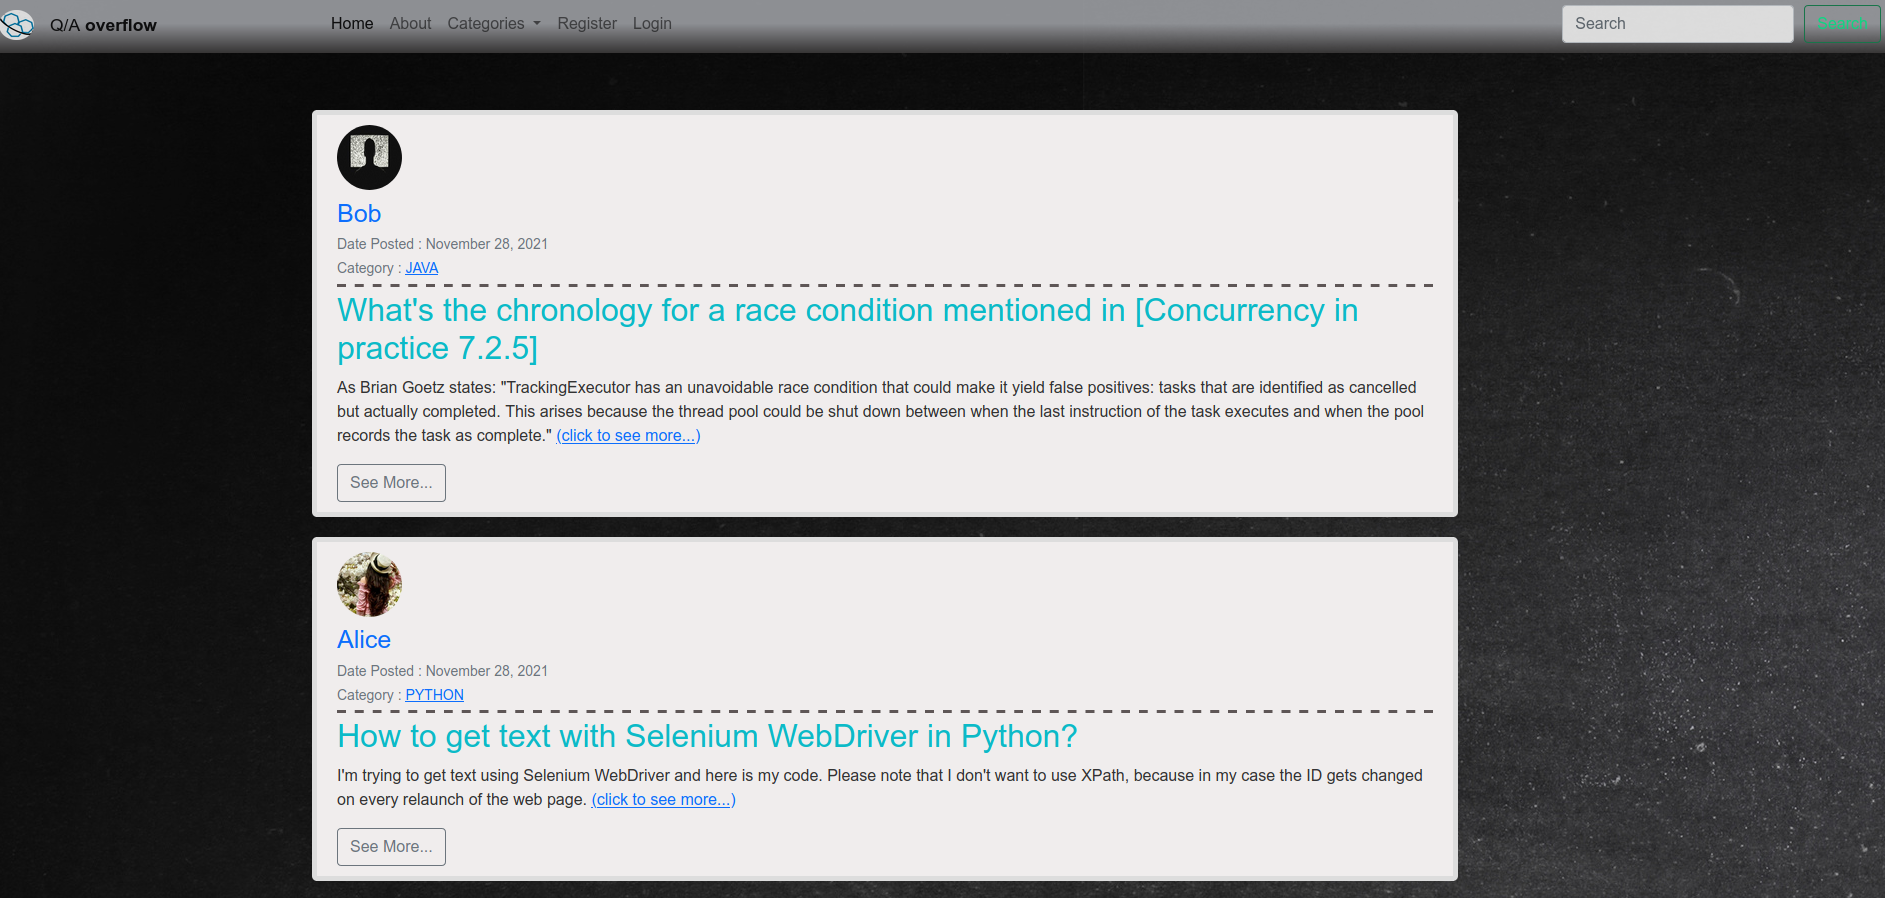 Q/A overflow
Home About Categories Register Login
Search
Search
Bob
Date Posted : November 28, 2021
Category : JAVA
What's the chronology for a race condition mentioned in [Concurrency in
practice 7.2.5]
As Brian Goetz states: "TrackingExecutor has an unavoidable race condition that could make it yield false positives: tasks that are identified as cancelled
but actually completed. This arises because the thread pool could be shut down between when the last instruction of the task executes and when the pool
records the task as complete." (click to see more...)
See More...
Alice
Date Posted : November 28, 2021
Category : PYTHON
How to get text with Selenium WebDriver in Python?
I'm trying to get text using Selenium WebDriver and here is my code. Please note that I don't want to use XPath, because in my case the ID gets changed
on every relaunch of the web page. (click to see more...)
See More...